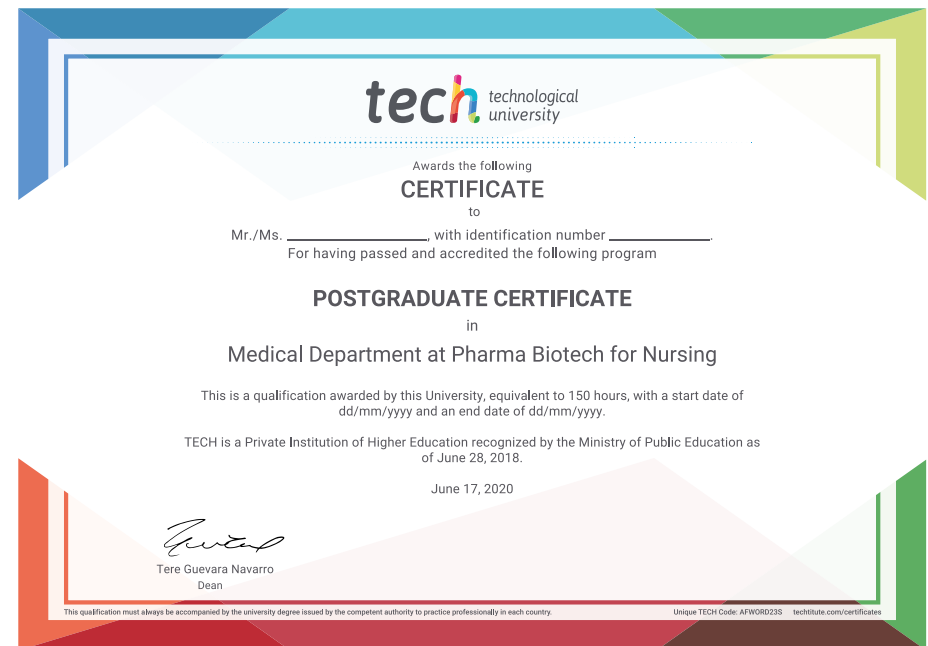 tech technological
university
Awards the following
CERTIFICATE
to
Mr./Ms. ____________________, with identification number ______________.
For having passed and accredited the following program
POSTGRADUATE CERTIFICATE
in
Medical Department at Pharma Biotech for Nursing
This is a qualification awarded by this University, equivalent to 150 hours, with a start date of
dd/mm/yyyy and an end date of dd/mm/yyyy.
TECH is a Private Institution of Higher Education recognized by the Ministry of Public Education as
of June 28, 2018.
June 17, 2020
Tere Guevara Navarro
Dean
This qualification must always be accompanied by the university degree issued by the competent authority to practice professionally in each country. Unique TECH Code: AFWORD23S techtitute.com/certificates